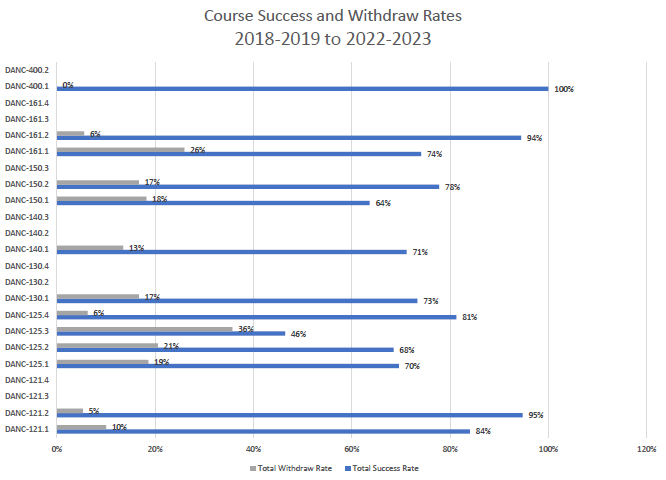 Course Success and Withdraw Rates
2018-2019 to 2022-2023
DANC-400.2
DANC-400.1 0% 100%
DANC-161.4
DANC-161.3
DANC-161.2 6% 94%
DANC-161.1 26% 74%
DANC-150.3
DANC-150.2 17% 78%
DANC-150.1 18% 64%
DANC-140.3
DANC-140.2
DANC-140.1 13% 71%
DANC-130.4
DANC-130.2
DANC-130.1 17% 73%
DANC-125.4 6% 81%
DANC-125.3 36% 46%
DANC-125.2 21% 68%
DANC-125.1 19% 70%
DANC-121.4
DANC-121.3
DANC-121.2 5% 95%
DANC-121.1 10% 84%
0% 20% 40% 60% 80% 100% 120%
Total Withdraw Rate Total Success Rate